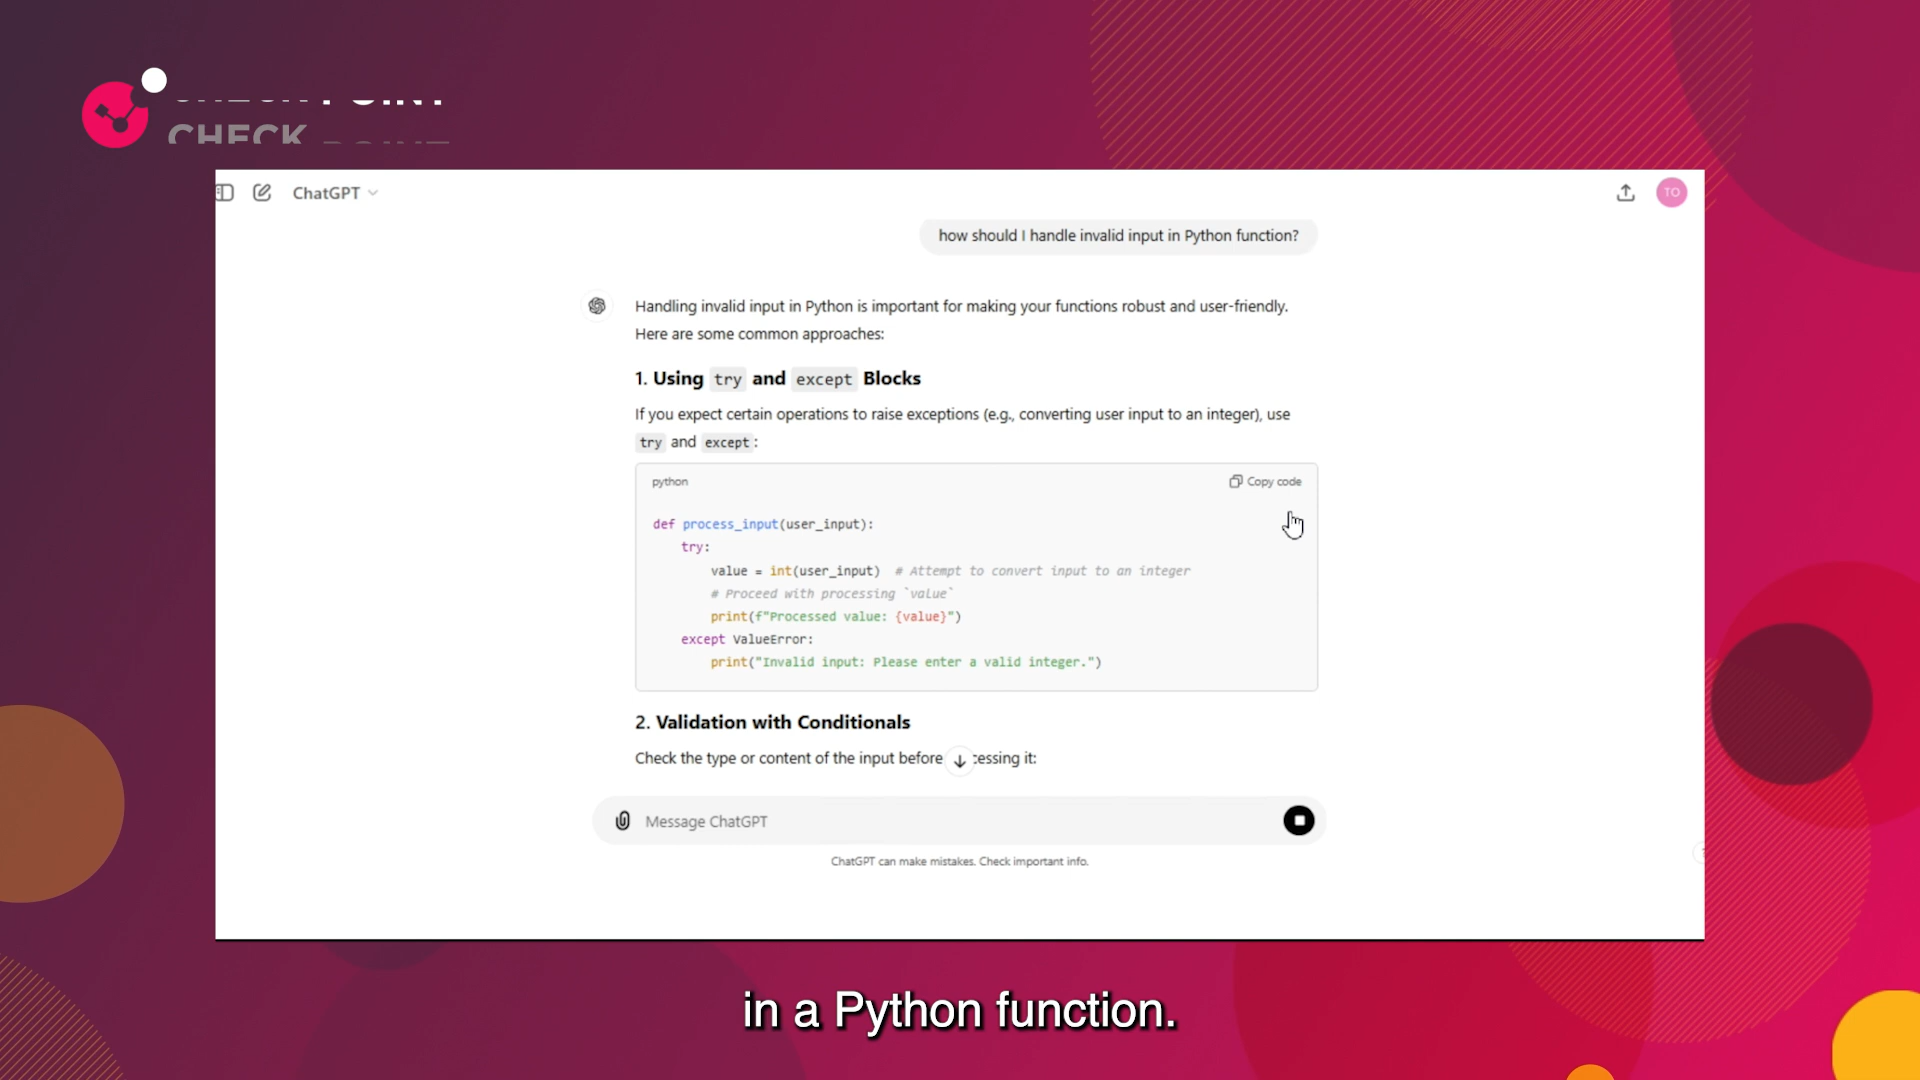 CHECK POINT
ChatGPT
TO
how should I handle invalid input in Python function?
Handling invalid input in Python is important for making your functions robust and user-friendly.
Here are some common approaches:
1. Using try and except Blocks
If you expect certain operations to raise exceptions (e.g., converting user input to an integer), use
try and except:
python
Copy code
def process_input(user_input):
    try:
        value = int(user_input)  # Attempt to convert input to an integer
        # Proceed with processing `value`
        print(f"Processed value: {value}")
    except ValueError:
        print("Invalid input: Please enter a valid integer.")
2. Validation with Conditionals
Check the type or content of the input before cessing it:
Message ChatGPT
ChatGPT can make mistakes. Check important info.
in a Python function.